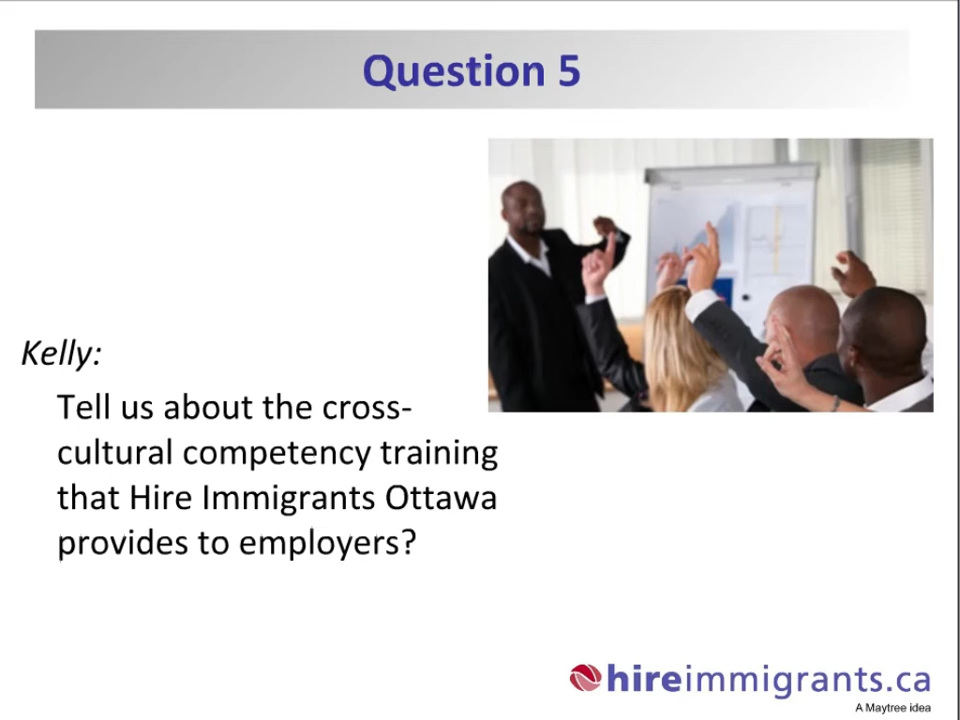 Question 5
Kelly:
Tell us about the cross-
cultural competency training
that Hire Immigrants Ottawa
provides to employers?
hireimmigrants.ca
A Maytree idea